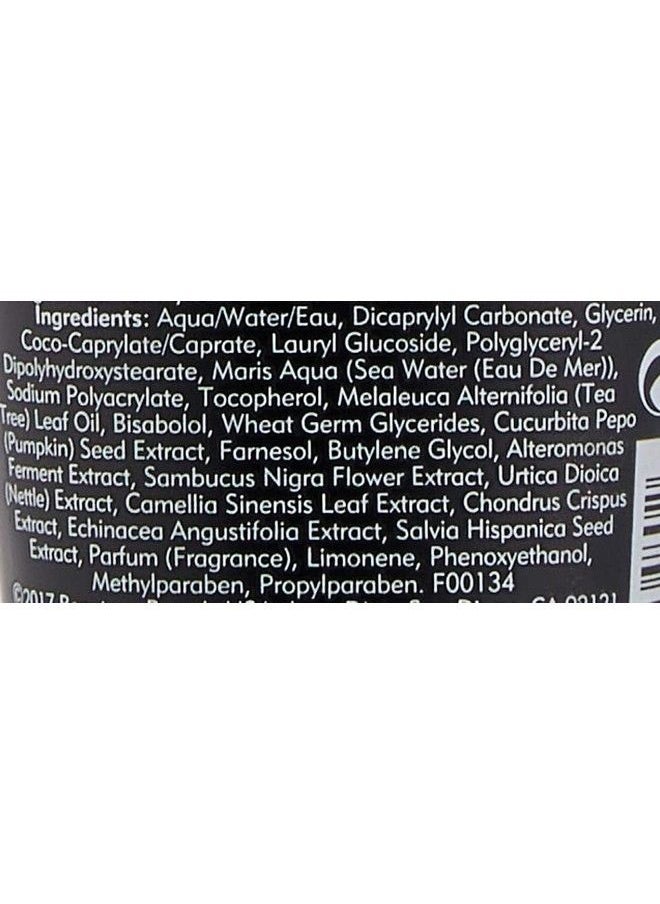 Ingredients: Aqua/Water/Eau, Dicaprylyl Carbonate, Glycerin,
Coco-Caprylate/Caprate, Lauryl Glucoside, Polyglyceryl-2
Dipolyhydroxystearate, Maris Aqua (Sea Water (Eau De Mer)),
Sodium Polyacrylate, Tocopherol, Melaleuca Alternifolia (Tea
Tree) Leaf Oil, Bisabolol, Wheat Germ Glycerides, Cucurbita Pepo
(Pumpkin) Seed Extract, Farnesol, Butylene Glycol, Alteromonas
Ferment Extract, Sambucus Nigra Flower Extract, Urtica Dioica
(Nettle) Extract, Camellia Sinensis Leaf Extract, Chondrus Crispus
Extract, Echinacea Angustifolia Extract, Salvia Hispanica Seed
Extract, Parfum (Fragrance), Limonene, Phenoxyethanol,
Methylparaben, Propylparaben. F00134
©2017 CA 92121